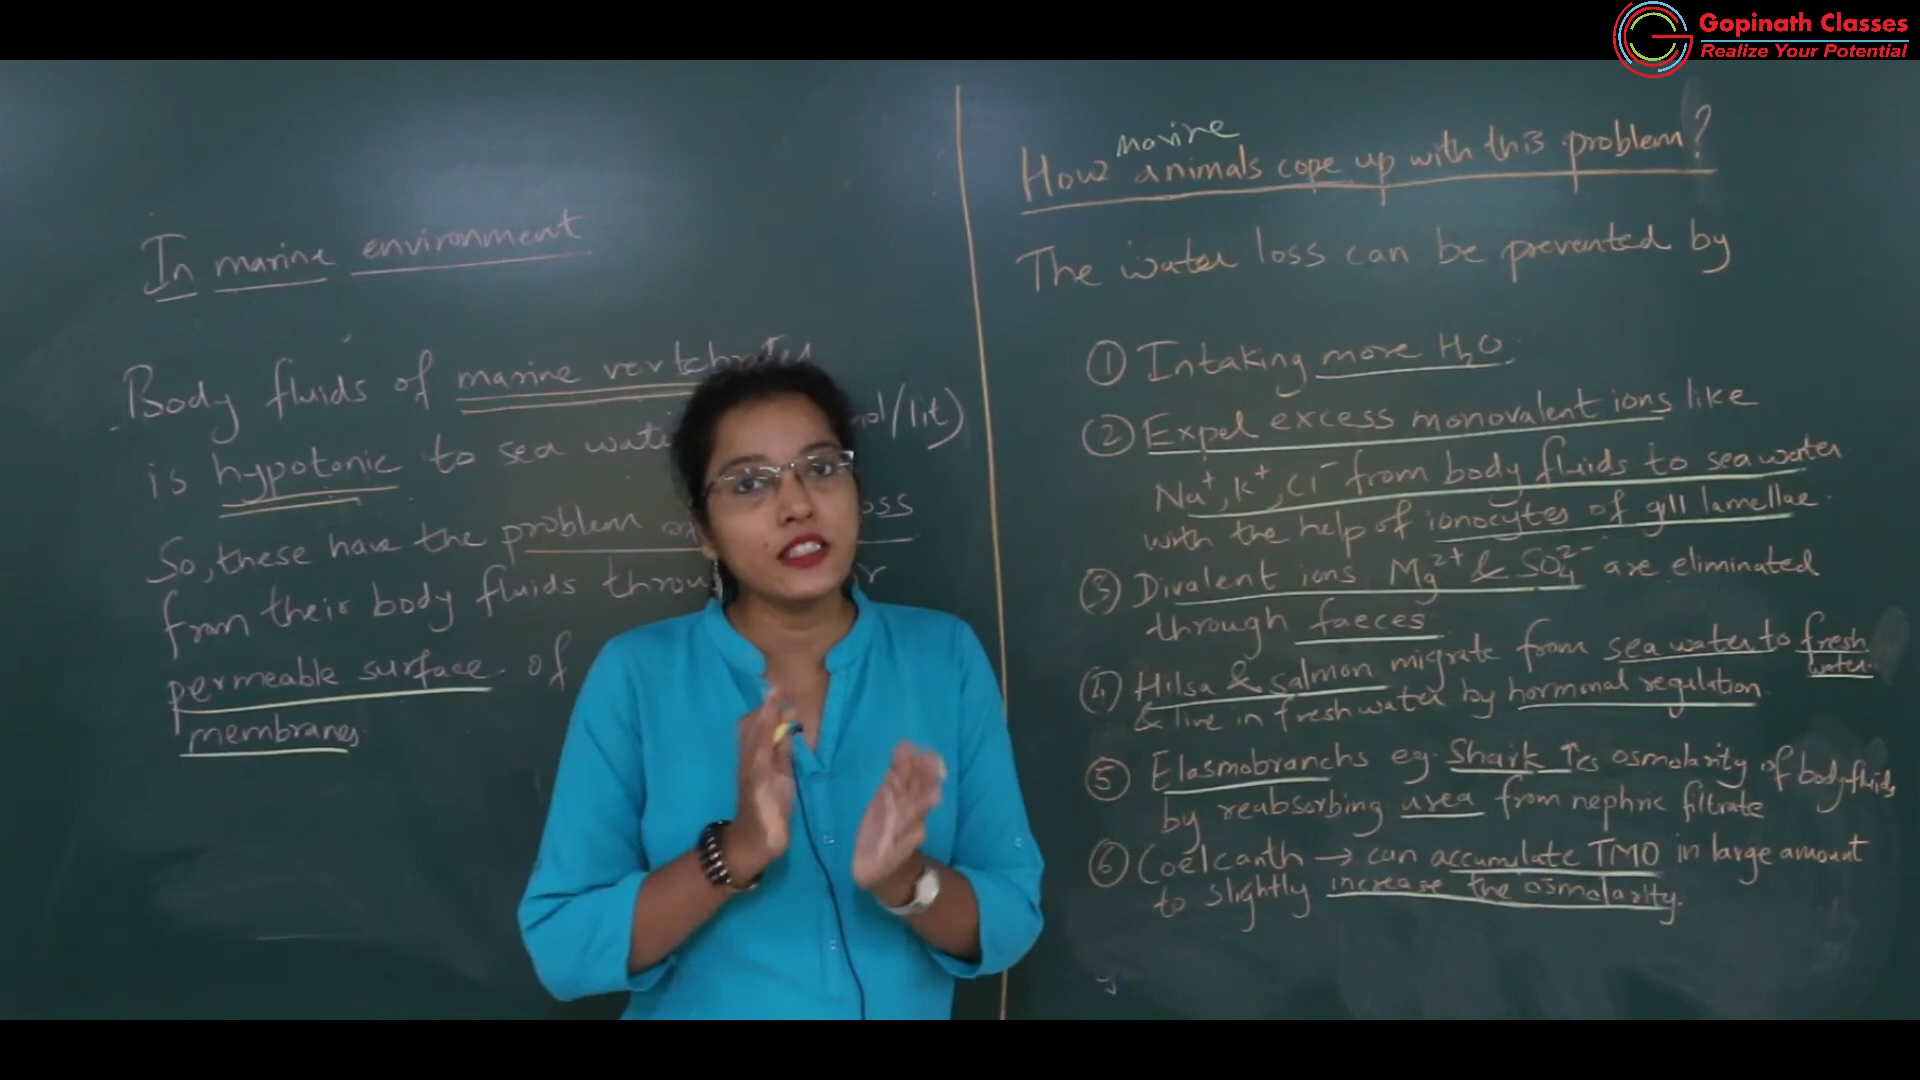 Gopinath Classes
Realize Your Potential
In marine environment
Body fluids of marine vertebrates
is hypotonic to sea mol/lit)
So, these have the problem
from their body fluids
permeable surface of
membranes.
How marine animals cope up with this problem?
The water loss can be prevented by
① Intaking more H2O.
② Expel excess monovalent ions like
Na+, K+, Cl- from body fluids to sea water
with the help of ionocytes of gill lamellae.
③ Divalent ions Mg2+ & SO4 2- are eliminated
through faeces
④ Hilsa & salmon migrate from sea water to fresh water.
& live in fresh water by hormonal regulation.
⑤ Elasmobranchs eg. Shark ↑es osmolarity of body fluids
by reabsorbing urea from nephric filtrate
⑥ Coelcanth → can accumulate TMO in large amount
to slightly increase the osmolarity.